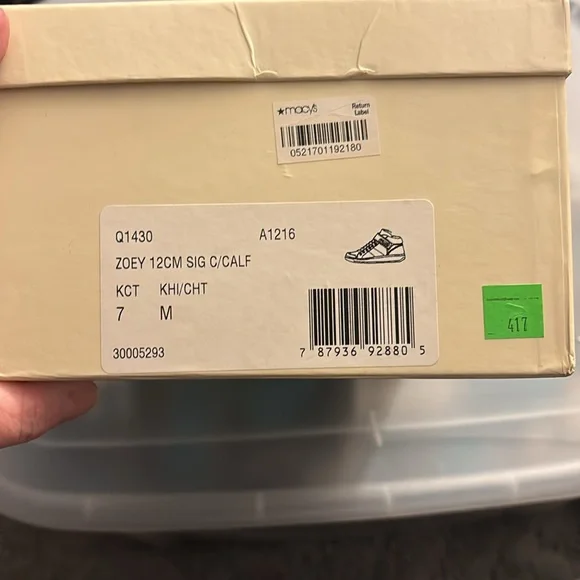 ★macy's Return
Label
0521701192180
Q1430 A1216
ZOEY 12CM SIG C/CALF
KCT KHI/CHT
7 M
30005293
7 87936 92880 5
417